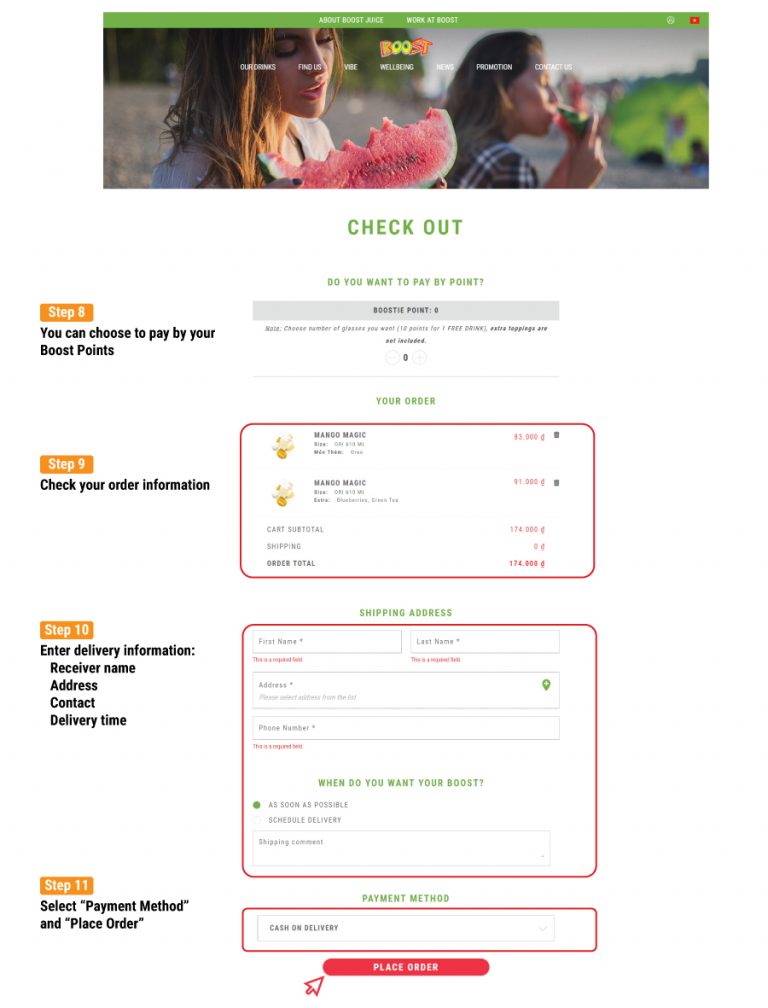 ABOUT BOOST JUICE WORK AT BOOST
BOOST
OUR DRINKS FIND US VIBE WELLBEING NEWS PROMOTION CONTACT US
CHECK OUT
DO YOU WANT TO PAY BY POINT?
Step 8
You can choose to pay by your
Boost Points
BOOSTIE POINT: 0
Note: Choose number of glasses you want (10 points for 1 FREE DRINK), extra toppings are
not included.
0
YOUR ORDER
Step 9
Check your order information
MANGO MAGIC 83.000 ₫
Size: ORI 610 ML
Món Thêm: Oreo
MANGO MAGIC 91.000 ₫
Size: ORI 610 ML
Extra: Blueberries, Green Tea
CART SUBTOTAL 174.000 ₫
SHIPPING 0 ₫
ORDER TOTAL 174.000 ₫
SHIPPING ADDRESS
Step 10
Enter delivery information:
Receiver name
Address
Contact
Delivery time
First Name * Last Name *
This is a required field. This is a required field.
Address *
Please select address from the list
Phone Number *
This is a required field.
WHEN DO YOU WANT YOUR BOOST?
AS SOON AS POSSIBLE
SCHEDULE DELIVERY
Shipping comment
Step 11
Select “Payment Method”
and “Place Order”
PAYMENT METHOD
CASH ON DELIVERY
PLACE ORDER